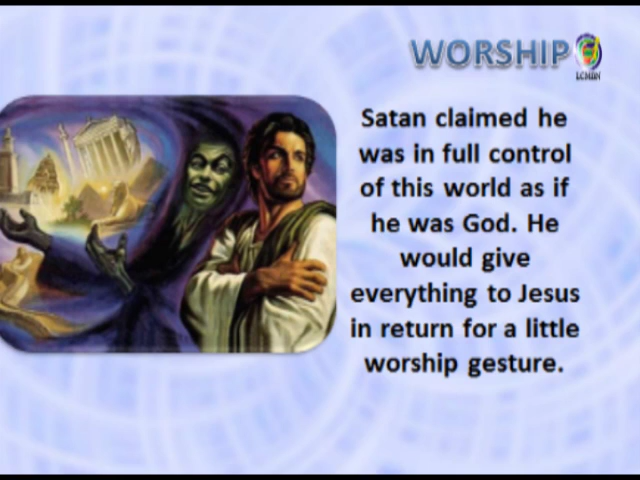 WORSHIP
LCMBN
Satan claimed he
was in full control
of this world as if
he was God. He
would give
everything to Jesus
in return for a little
worship gesture.